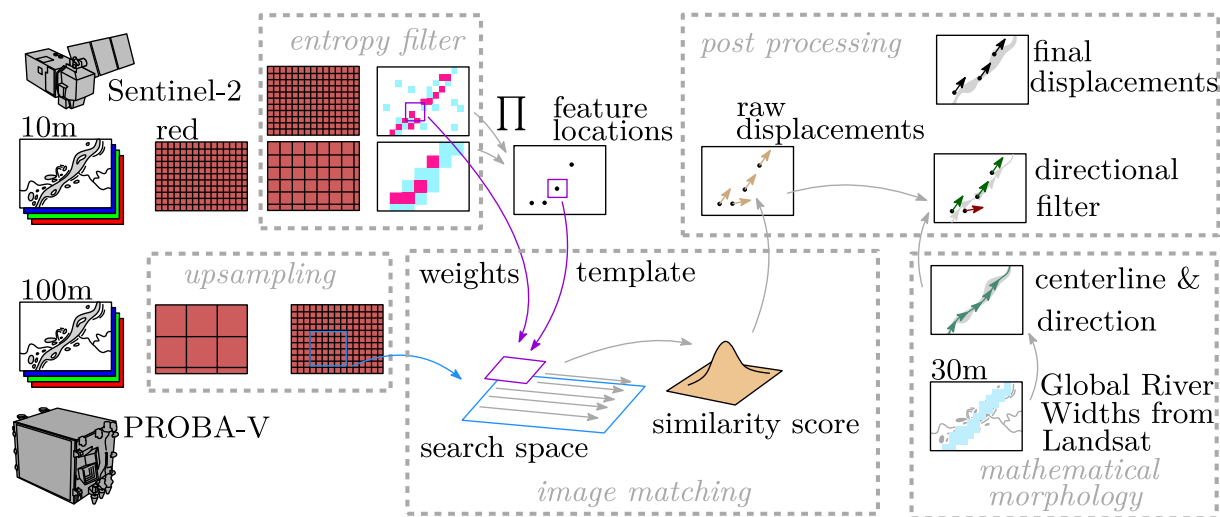 Sentinel-2
10m
red
entropy filter
∏
feature
locations
post processing
raw
displacements
final
displacements
directional
filter
100m
upsampling
PROBA-V
weights
template
search space
similarity score
image matching
centerline &
direction
30m
Global River
Widths from
Landsat
mathematical
morphology